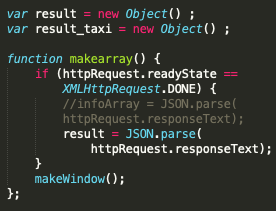 var result = new Object() ;
var result_taxi = new Object() ;

function makearray() {
    if (httpRequest.readyState ==
        XMLHttpRequest.DONE) {
        //infoArray = JSON.parse(
        httpRequest.responseText);
        result = JSON.parse(
            httpRequest.responseText);
    }
    makeWindow();
};